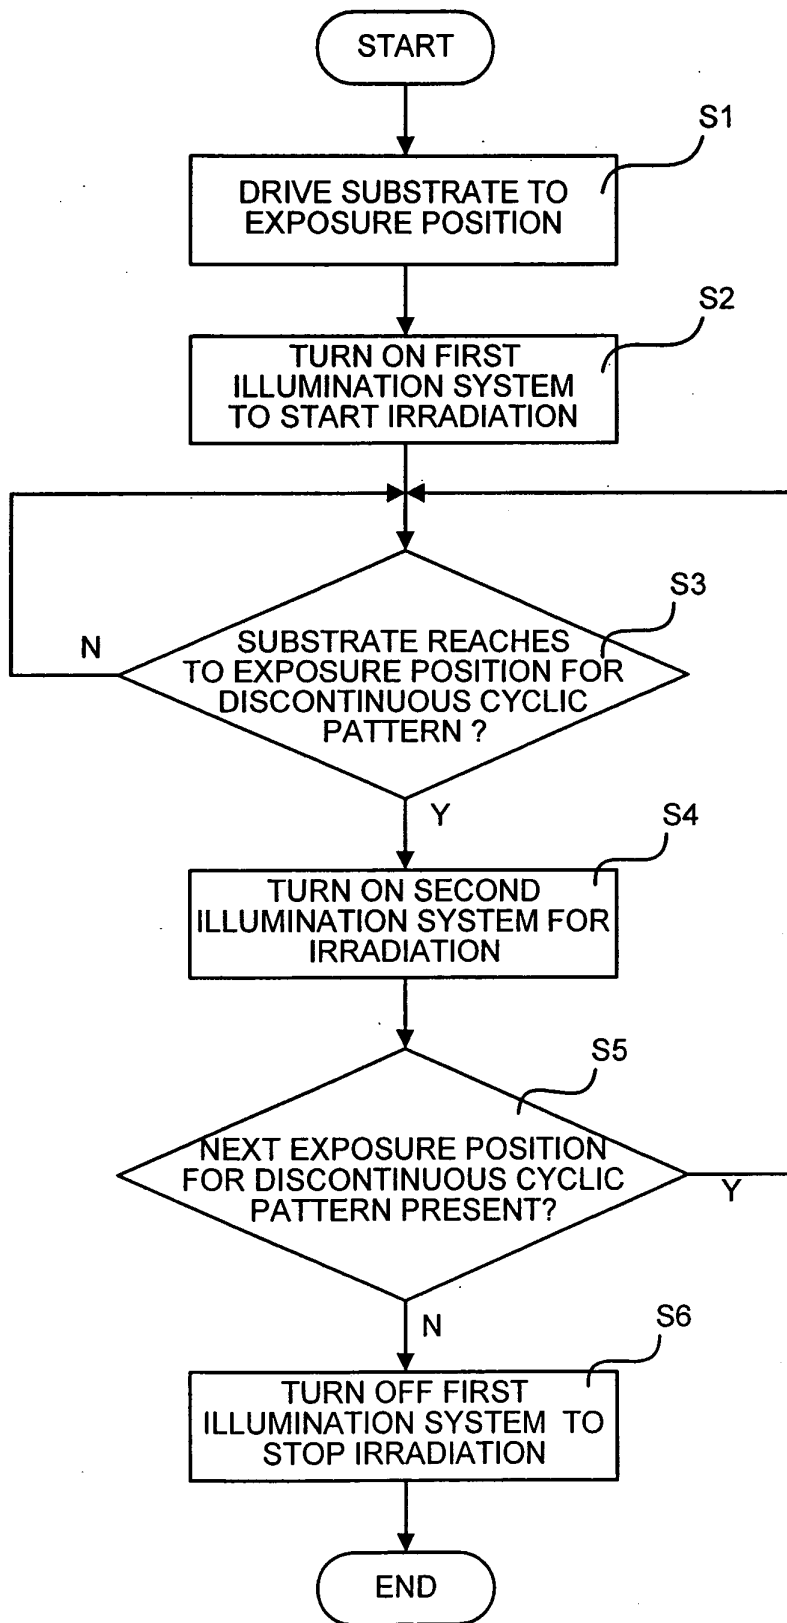 START
S1
DRIVE SUBSTRATE TO
EXPOSURE POSITION
S2
TURN ON FIRST
ILLUMINATION SYSTEM
TO START IRRADIATION
S3
N
SUBSTRATE REACHES
TO EXPOSURE POSITION FOR
DISCONTINUOUS CYCLIC
PATTERN ?
Y
S4
TURN ON SECOND
ILLUMINATION SYSTEM FOR
IRRADIATION
S5
NEXT EXPOSURE POSITION
FOR DISCONTINUOUS CYCLIC
PATTERN PRESENT?
Y
N
S6
TURN OFF FIRST
ILLUMINATION SYSTEM TO
STOP IRRADIATION
END